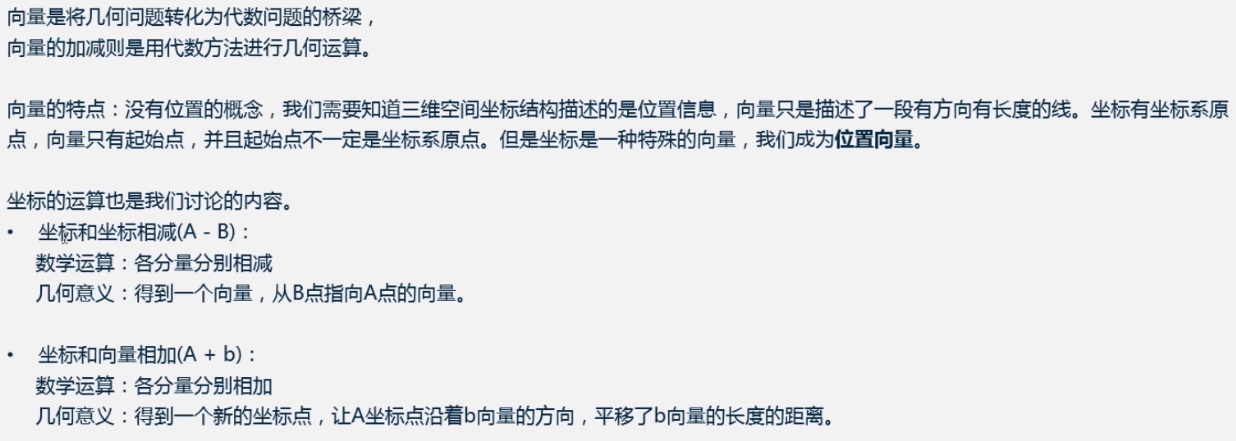 向量是将几何问题转化为代数问题的桥梁，
向量的加减则是用代数方法进行几何运算。
向量的特点：没有位置的概念，我们需要知道三维空间坐标结构描述的是位置信息，向量只是描述了一段有方向有长度的线。坐标有坐标系原
点，向量只有起始点，并且起始点不一定是坐标系原点。但是坐标是一种特殊的向量，我们成为位置向量。
坐标的运算也是我们讨论的内容。
• 坐标和坐标相减(A - B)：
数学运算：各分量分别相减
几何意义：得到一个向量，从B点指向A点的向量。
• 坐标和向量相加(A + b)：
数学运算：各分量分别相加
几何意义：得到一个新的坐标点，让A坐标点沿着b向量的方向，平移了b向量的长度的距离。